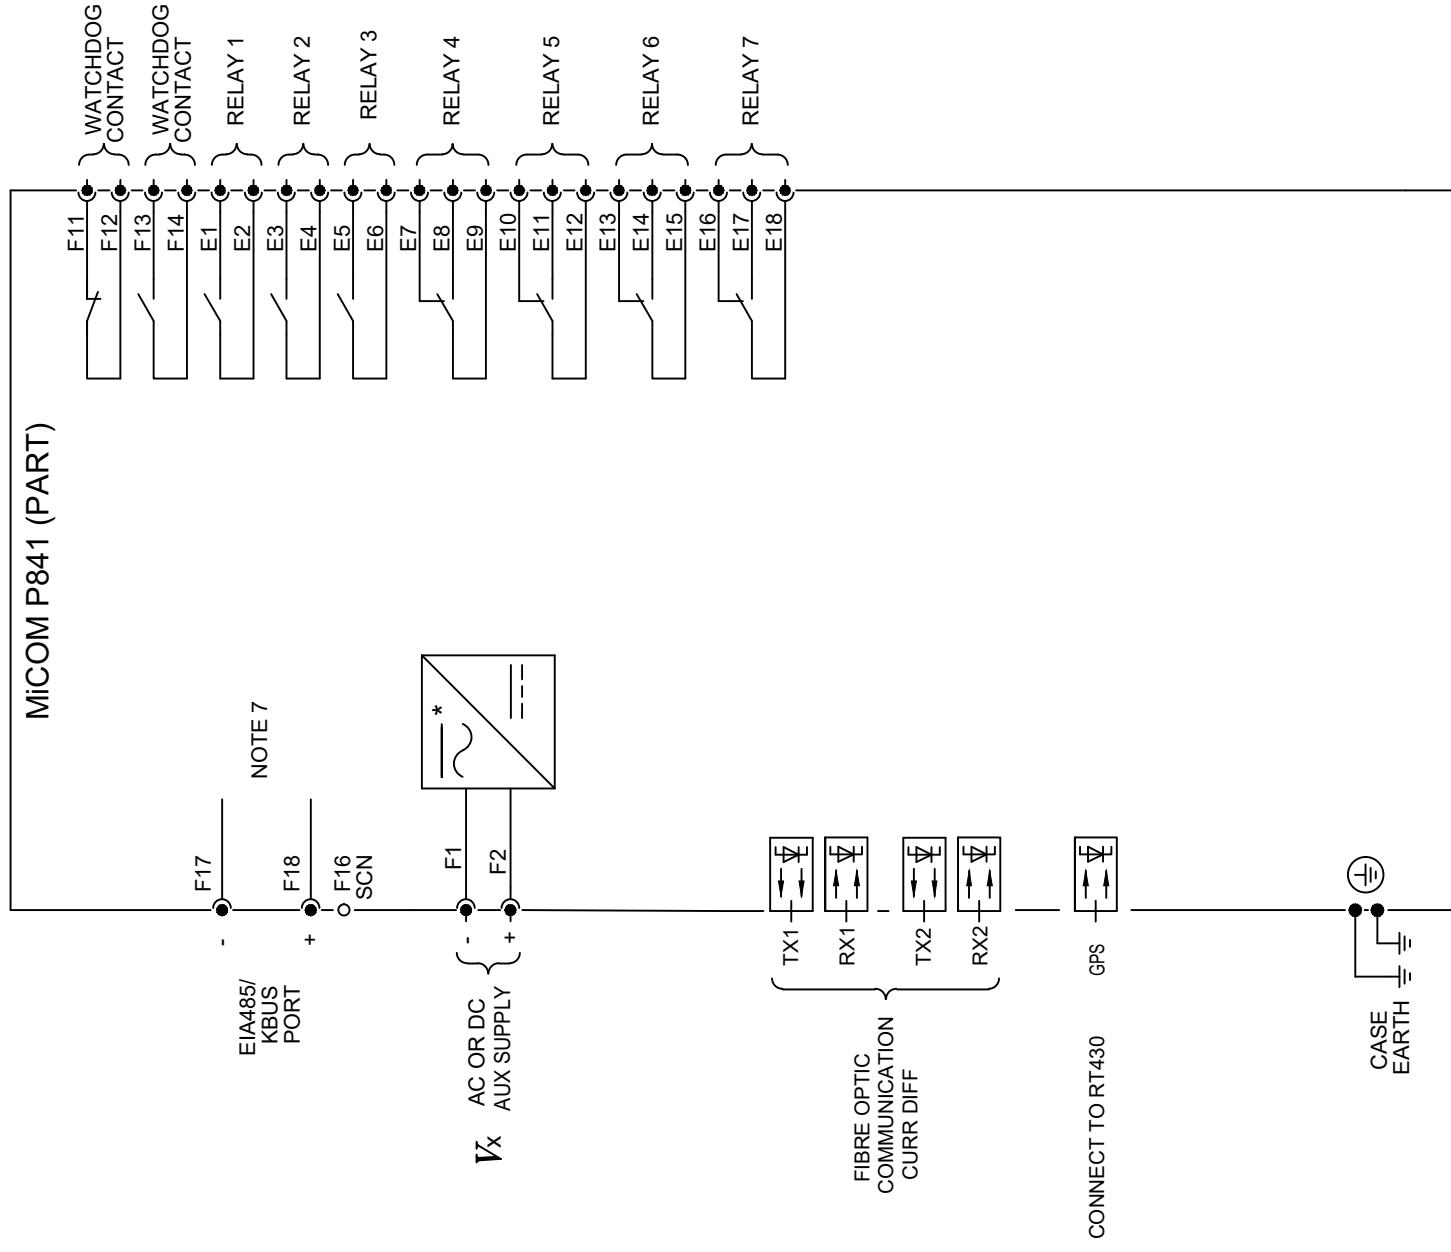 MiCOM P841 (PART)
F11
F12
WATCHDOG
CONTACT
F13
F14
WATCHDOG
CONTACT
E1
E2
RELAY 1
E3
E4
RELAY 2
E5
E6
RELAY 3
E7
E8
E9
RELAY 4
E10
E11
E12
RELAY 5
E13
E14
E15
RELAY 6
E16
E17
E18
RELAY 7
EIA485/
KBUS
PORT
-
+
F17
F18
F16
SCN
NOTE 7
Vx
AC OR DC
AUX SUPPLY
-
+
F1
F2
*
FIBRE OPTIC
COMMUNICATION
CURR DIFF
TX1
RX1
TX2
RX2
CONNECT TO RT430
GPS
CASE
EARTH